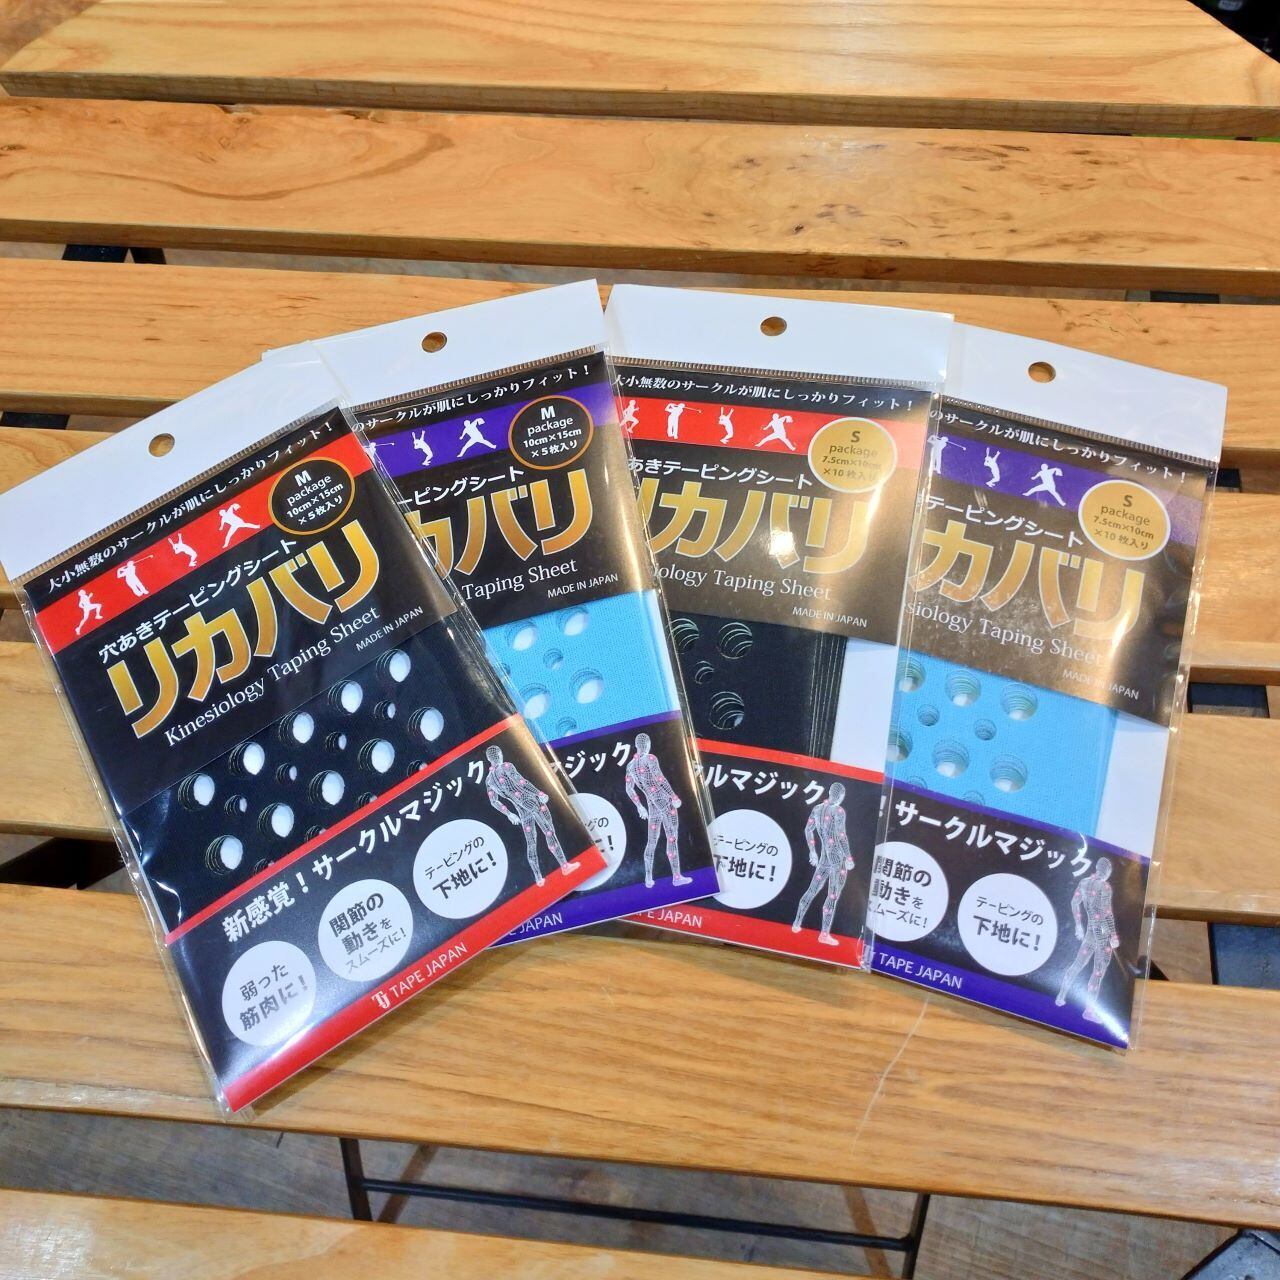 大小無数のサークルが肌にしっかりフィット！
M
package
10cm×15cm
×5枚入り
穴あきテーピングシート
リカバリ
Kinesiology Taping Sheet
MADE IN JAPAN
新感覚！サークルマジック
弱った
筋肉に！
関節の
動きを
スムーズに！
テーピングの
下地に！
TJ TAPE JAPAN
のサークルが肌にしっかりフィット！
M
package
10cm×15cm
×5枚入り
ーピングシート
カバリ
Taping Sheet
MADE IN JAPAN
マジック
JAPAN
大小無数のサークルが肌にしっかりフィット！
S
package
7.5cm×10cm
×10枚入り
あきテーピングシート
リカバリ
iology Taping Sheet
MADE IN JAPAN
クルマジック
テーピングの
下地に！
TAPE JAPAN
のサークルが肌にしっかりフィット！
S
package
7.5cm×10cm
×10枚入り
テーピングシート
カバリ
esiology Taping Sheet
MADE IN JAPAN
！サークルマジック
関節の
動きを
スムーズに！
テーピングの
下地に！
TAPE JAPAN